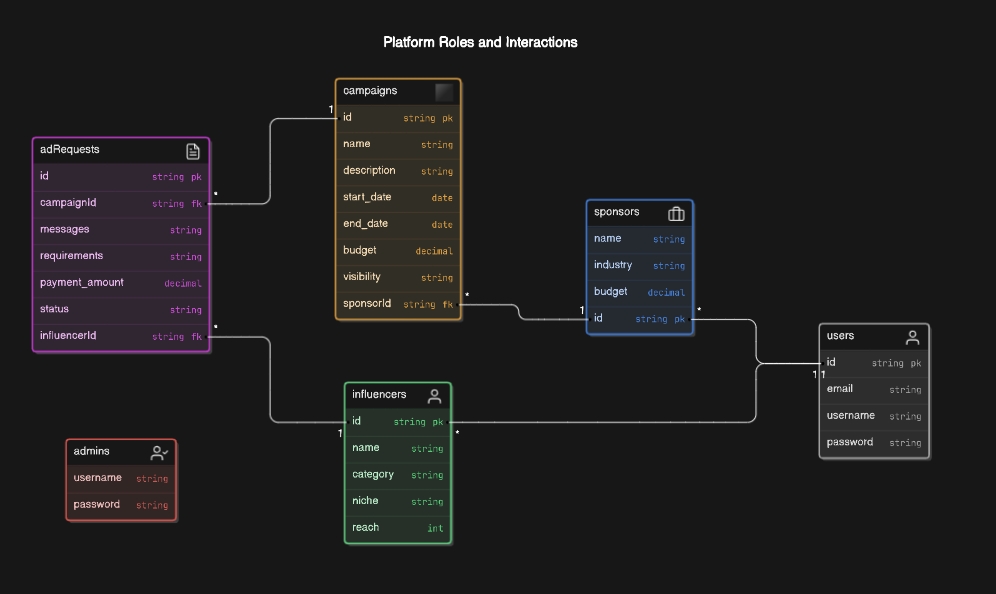 Platform Roles and Interactions
adRequests
id string pk
campaignId string fk
messages string
requirements string
payment_amount decimal
status string
influencerId string fk
campaigns
id string pk
name string
description string
start_date date
end_date date
budget decimal
visibility string
sponsorId string fk
sponsors
name string
industry string
budget decimal
id string pk
users
id string pk
email string
username string
password string
influencers
id string pk
name string
category string
niche string
reach int
admins
username string
password string
1
*
*
1
*
1
*
*
1 1